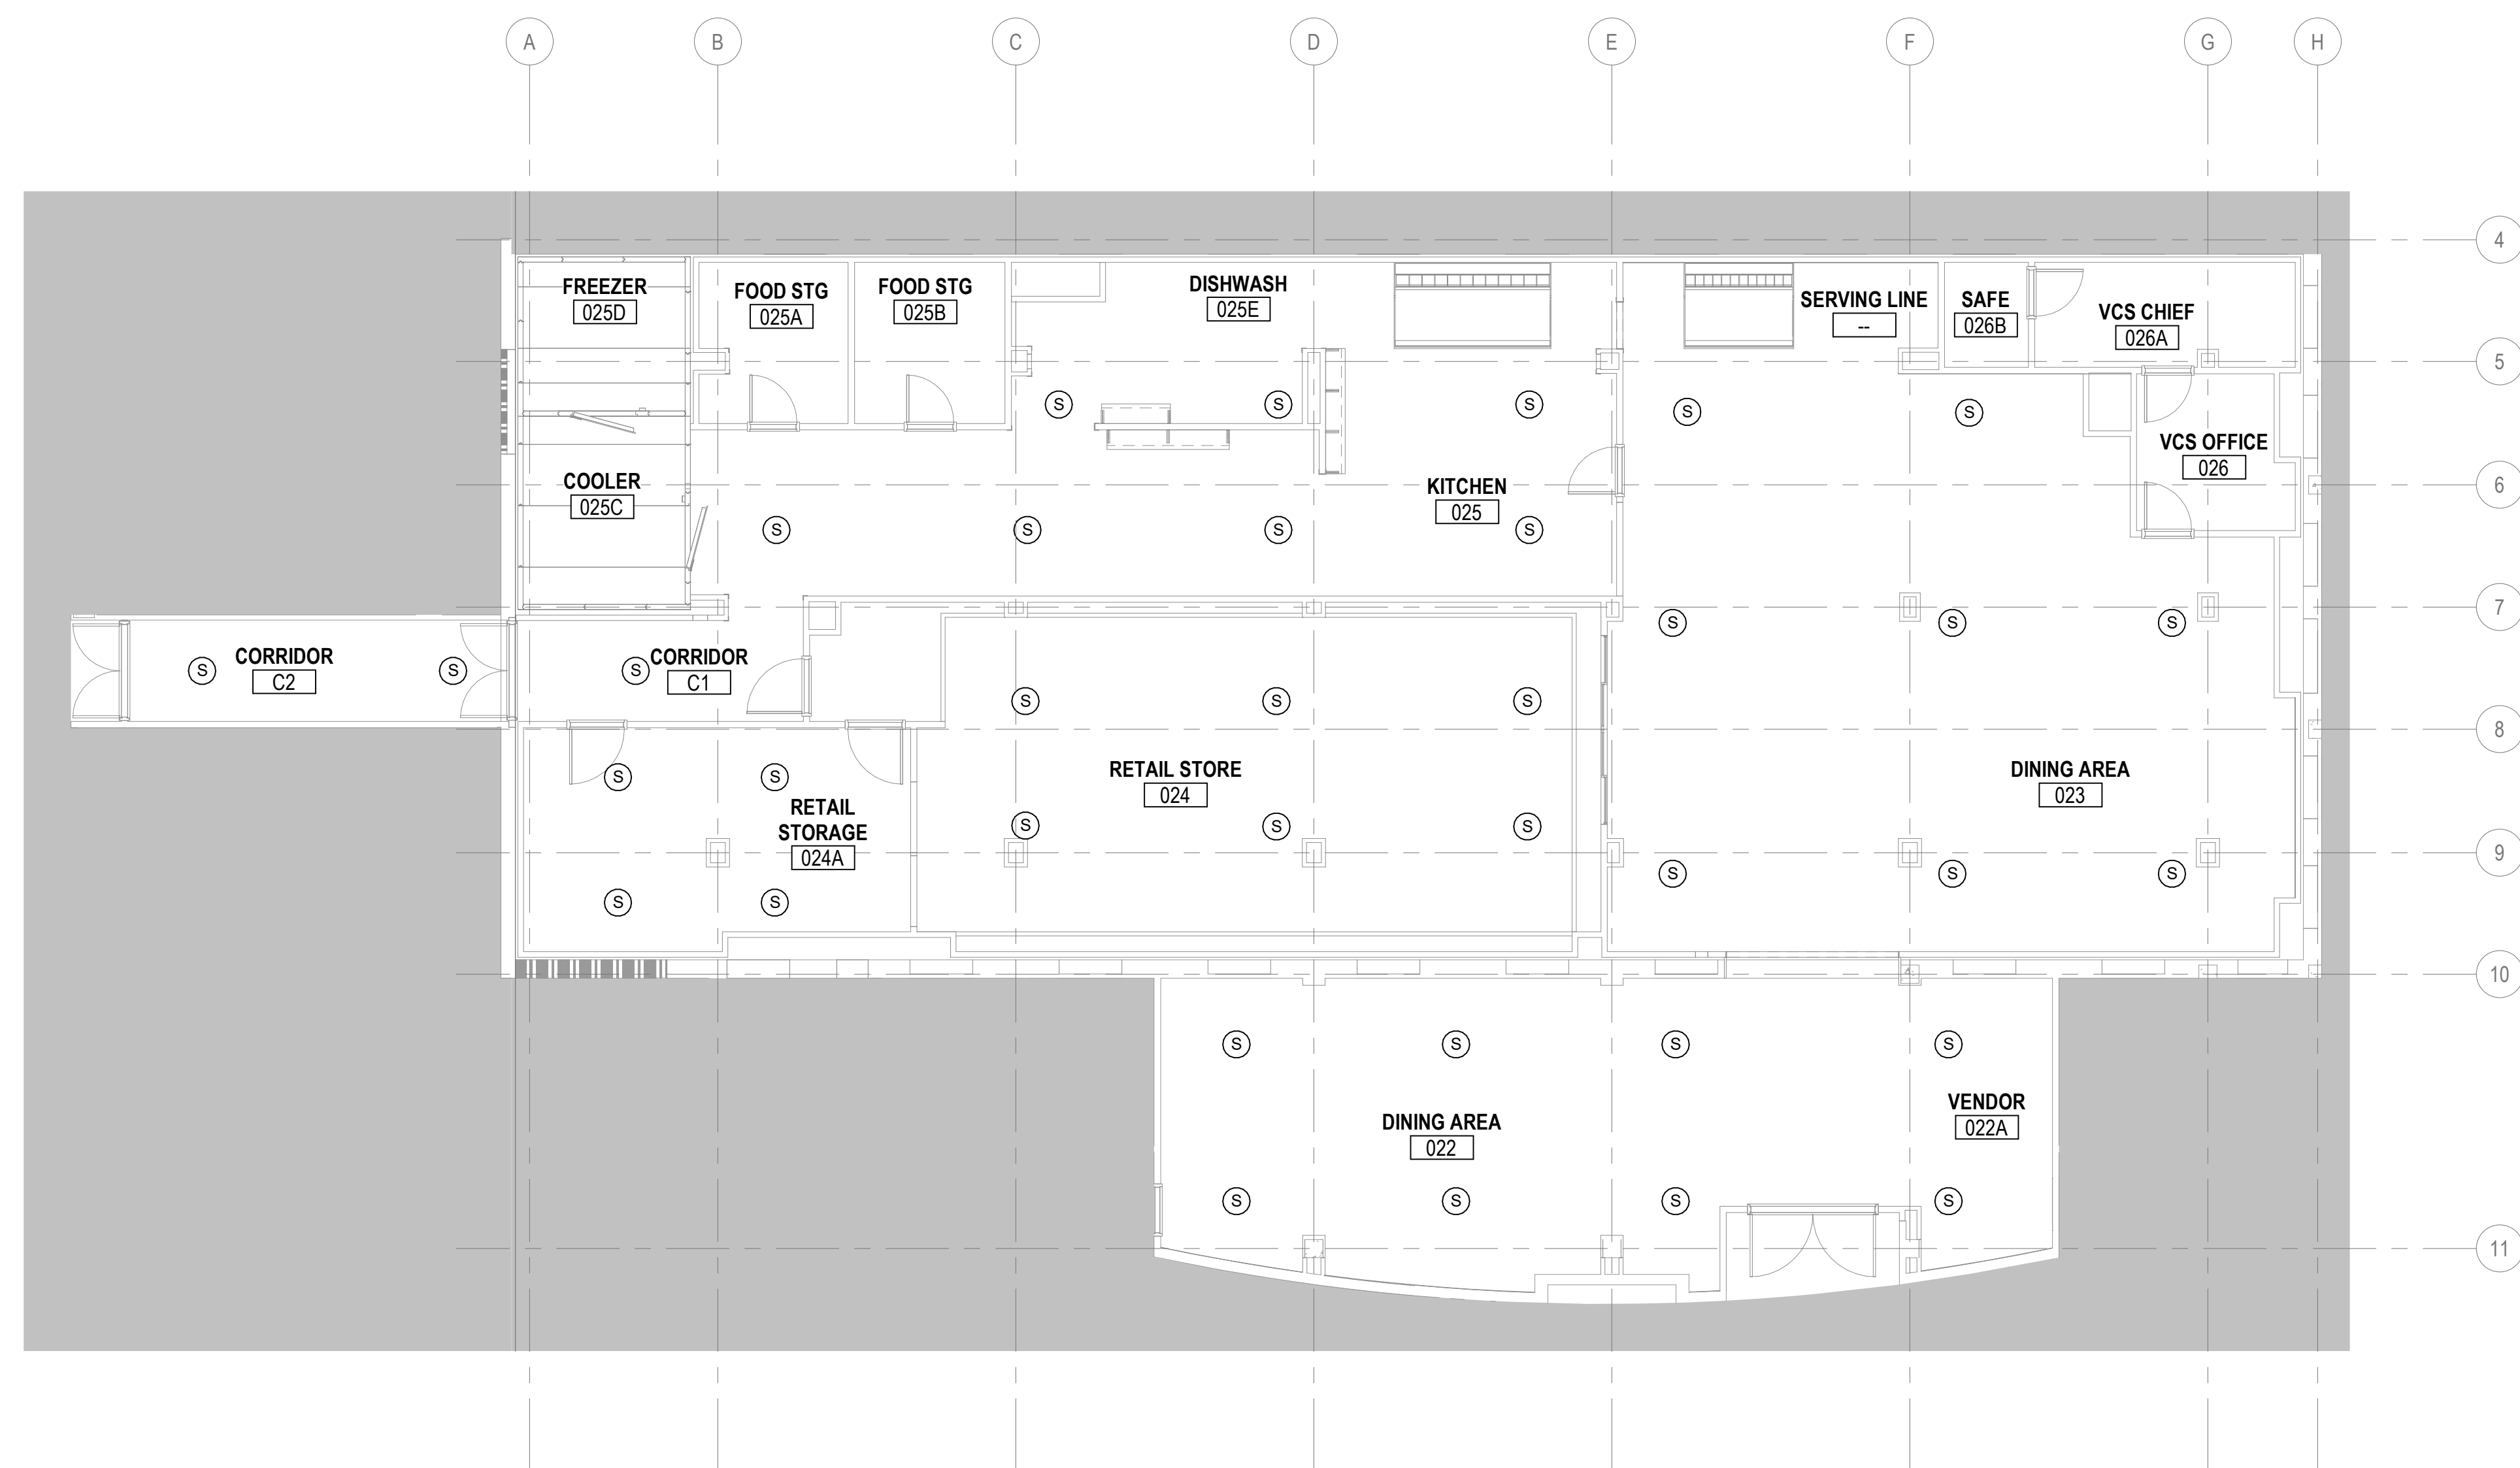 A B C D E F G H
4
FREEZER
025D
FOOD STG
025A
FOOD STG
025B
DISHWASH
025E
SERVING LINE
--
SAFE
026B
VCS CHIEF
026A
5
S S S S S
VCS OFFICE
026
COOLER
025C
KITCHEN
025
6
S S S S
7
S S S
CORRIDOR
C2
CORRIDOR
C1
S S S
S S S
8
RETAIL STORE
024
DINING AREA
023
S S
RETAIL
STORAGE
024A
S S S
9
S S S
S S
10
S S S S
DINING AREA
022
VENDOR
022A
S S S S
11